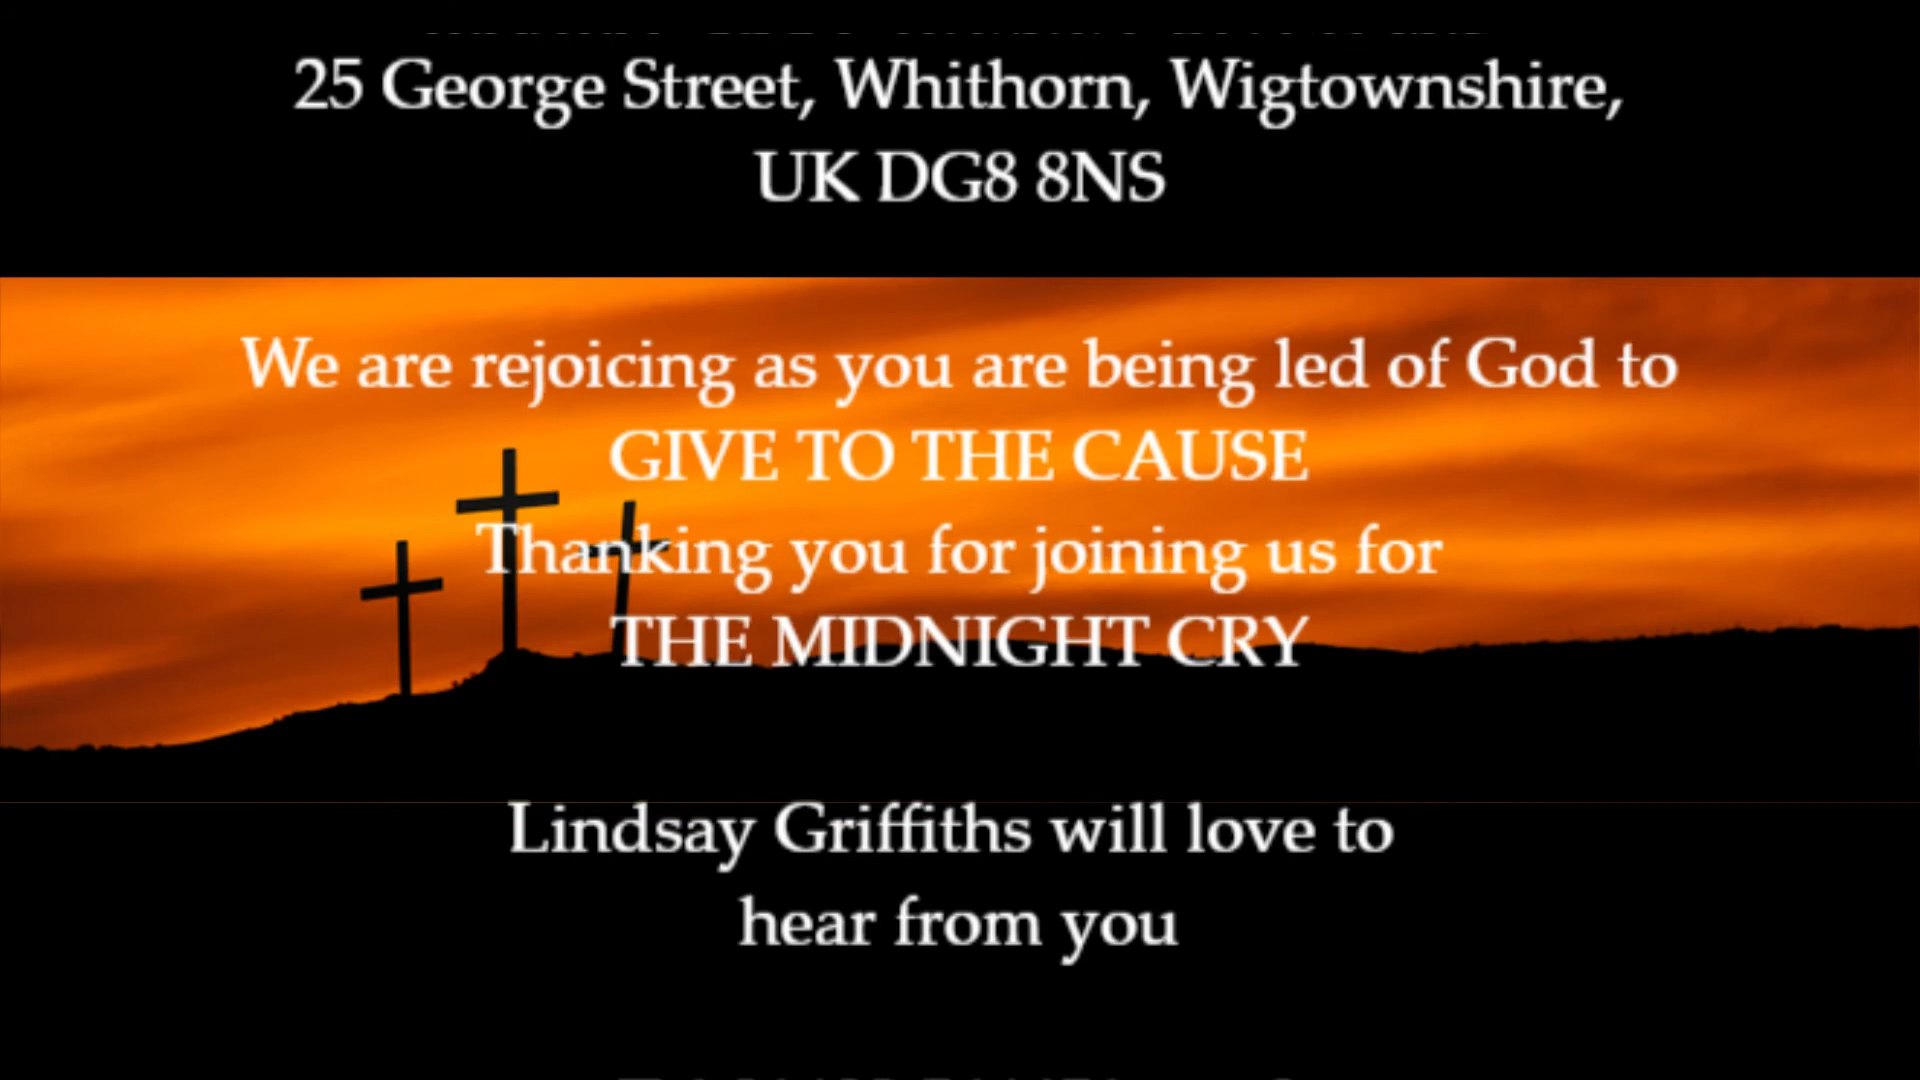 25 George Street, Whithorn, Wigtownshire,
UK DG8 8NS
We are rejoicing as you are being led of God to
GIVE TO THE CAUSE
Thanking you for joining us for
THE MIDNIGHT CRY
Lindsay Griffiths will love to
hear from you